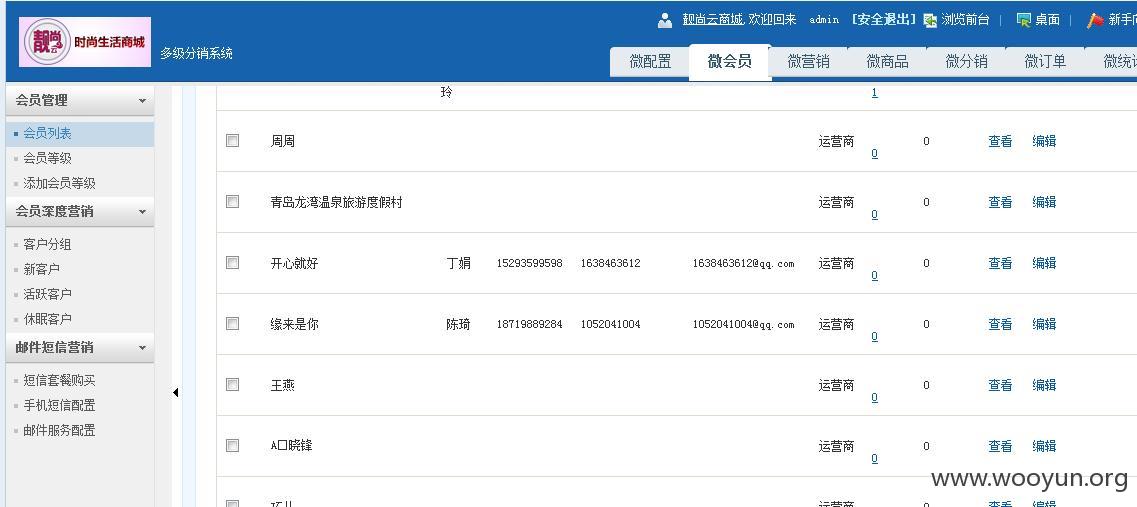 靓尚云商城, 欢迎回来 admin [安全退出] 浏览前台 | 桌面 | 新手
靓尚云 时尚生活商城
多级分销系统
微配置 微会员 微营销 微商品 微分销 微订单 微统
会员管理
会员列表
会员等级
添加会员等级
会员深度营销
客户分组
新客户
活跃客户
休眠客户
邮件短信营销
短信套餐购买
手机短信配置
邮件服务配置
玲 1
周周 运营商 0 0 查看 编辑
青岛龙湾温泉旅游度假村 运营商 0 0 查看 编辑
开心就好 丁娟 15293599598 1638463612 1638463612@qq.com 运营商 0 0 查看 编辑
缘来是你 陈琦 18719889284 1052041004 1052041004@qq.com 运营商 0 0 查看 编辑
王燕 运营商 0 0 查看 编辑
A口晓锋 运营商 0 0 查看 编辑
运营商 0 查看 编辑
www.wooyun.org